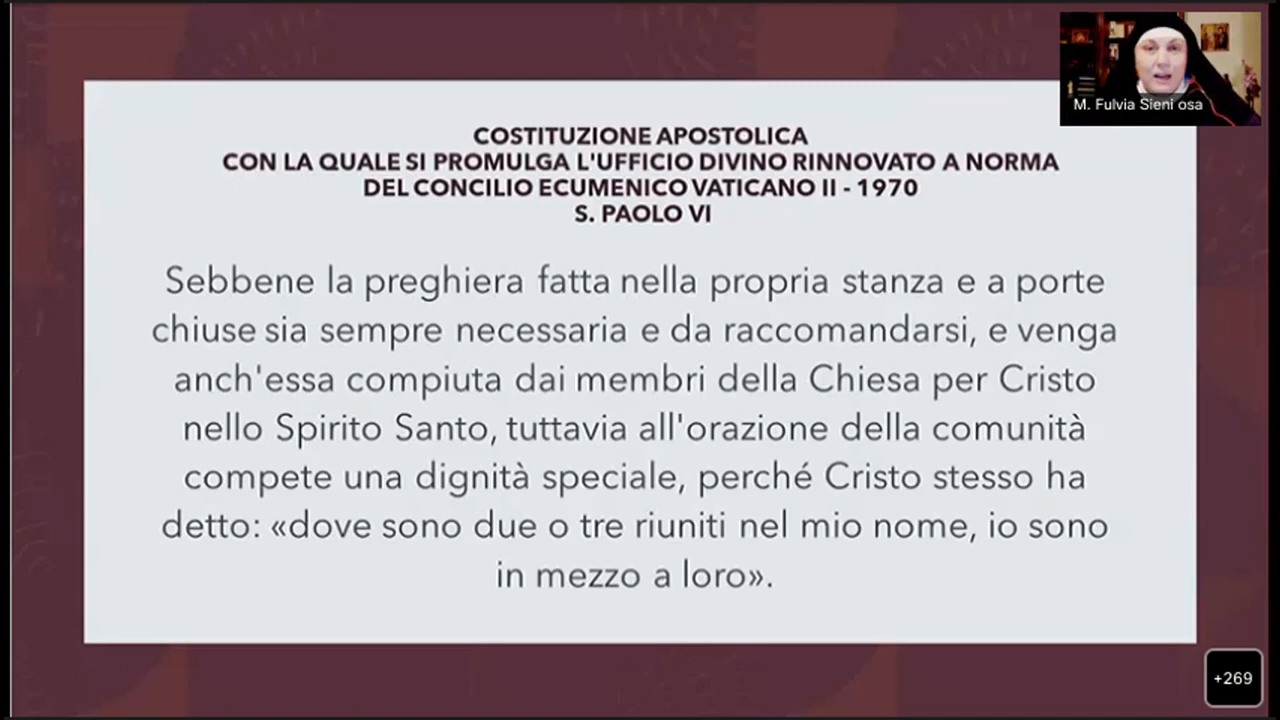 M. Fulvia Sieni osa
COSTITUZIONE APOSTOLICA
CON LA QUALE SI PROMULGA L'UFFICIO DIVINO RINNOVATO A NORMA
DEL CONCILIO ECUMENICO VATICANO II - 1970
S. PAOLO VI
Sebbene la preghiera fatta nella propria stanza e a porte
chiuse sia sempre necessaria e da raccomandarsi, e venga
anch'essa compiuta dai membri della Chiesa per Cristo
nello Spirito Santo, tuttavia all'orazione della comunità
compete una dignità speciale, perché Cristo stesso ha
detto: «dove sono due o tre riuniti nel mio nome, io sono
in mezzo a loro».
+269